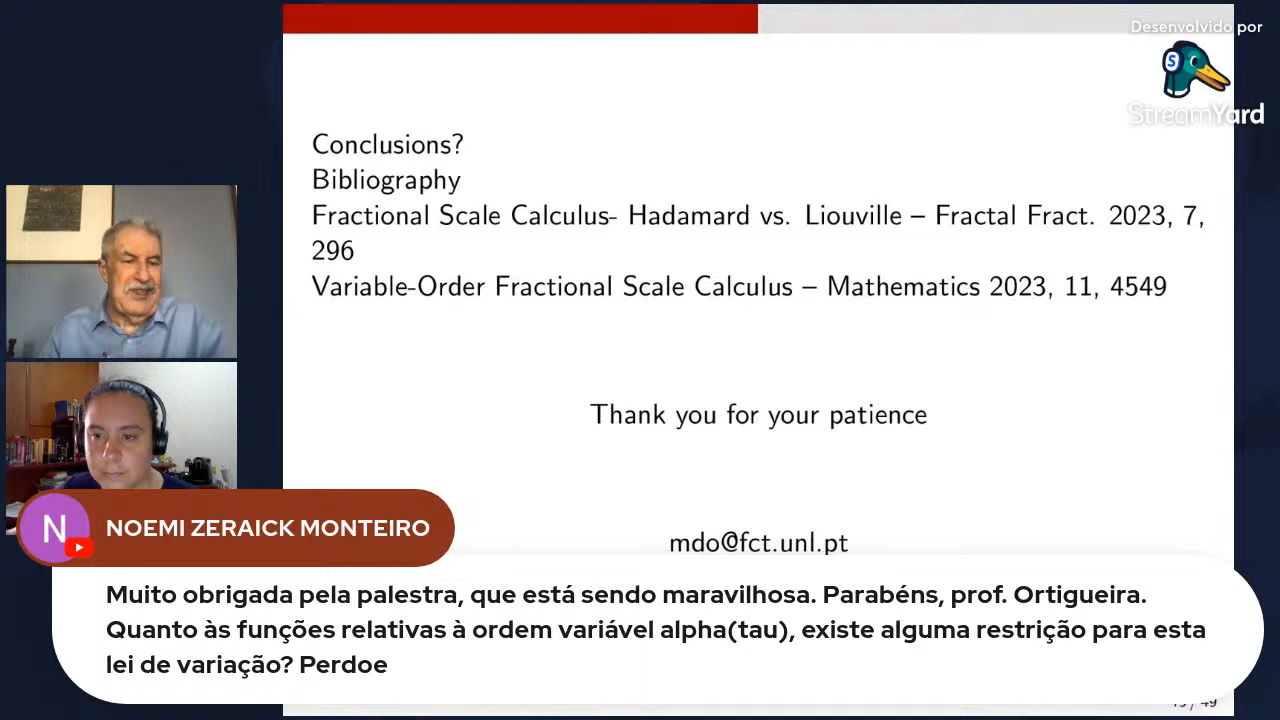 Desenvolvido por
StreamYard
Conclusions?
Bibliography
Fractional Scale Calculus- Hadamard vs. Liouville – Fractal Fract. 2023, 7,
296
Variable-Order Fractional Scale Calculus – Mathematics 2023, 11, 4549
Thank you for your patience
mdo@fct.unl.pt
N
NOEMI ZERAICK MONTEIRO
Muito obrigada pela palestra, que está sendo maravilhosa. Parabéns, prof. Ortigueira.
Quanto às funções relativas à ordem variável alpha(tau), existe alguma restrição para esta
lei de variação? Perdoe